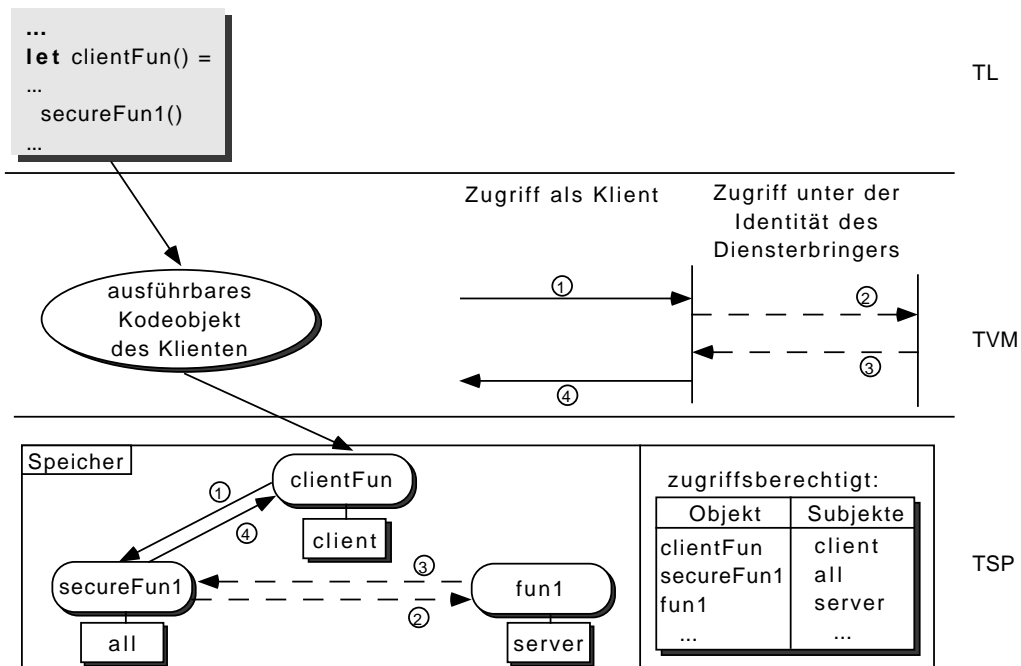 ...
let clientFun() =
...
secureFun1()
...
TL
Zugriff als Klient
Zugriff unter der
Identität des
Diensterbringers
ausführbares
Kodeobjekt
des Klienten
1
2
3
4
TVM
Speicher
clientFun
client
1
4
secureFun1
all
3
2
fun1
server
zugriffsberechtigt:
Objekt Subjekte
clientFun client
secureFun1 all
fun1 server
... ...
TSP